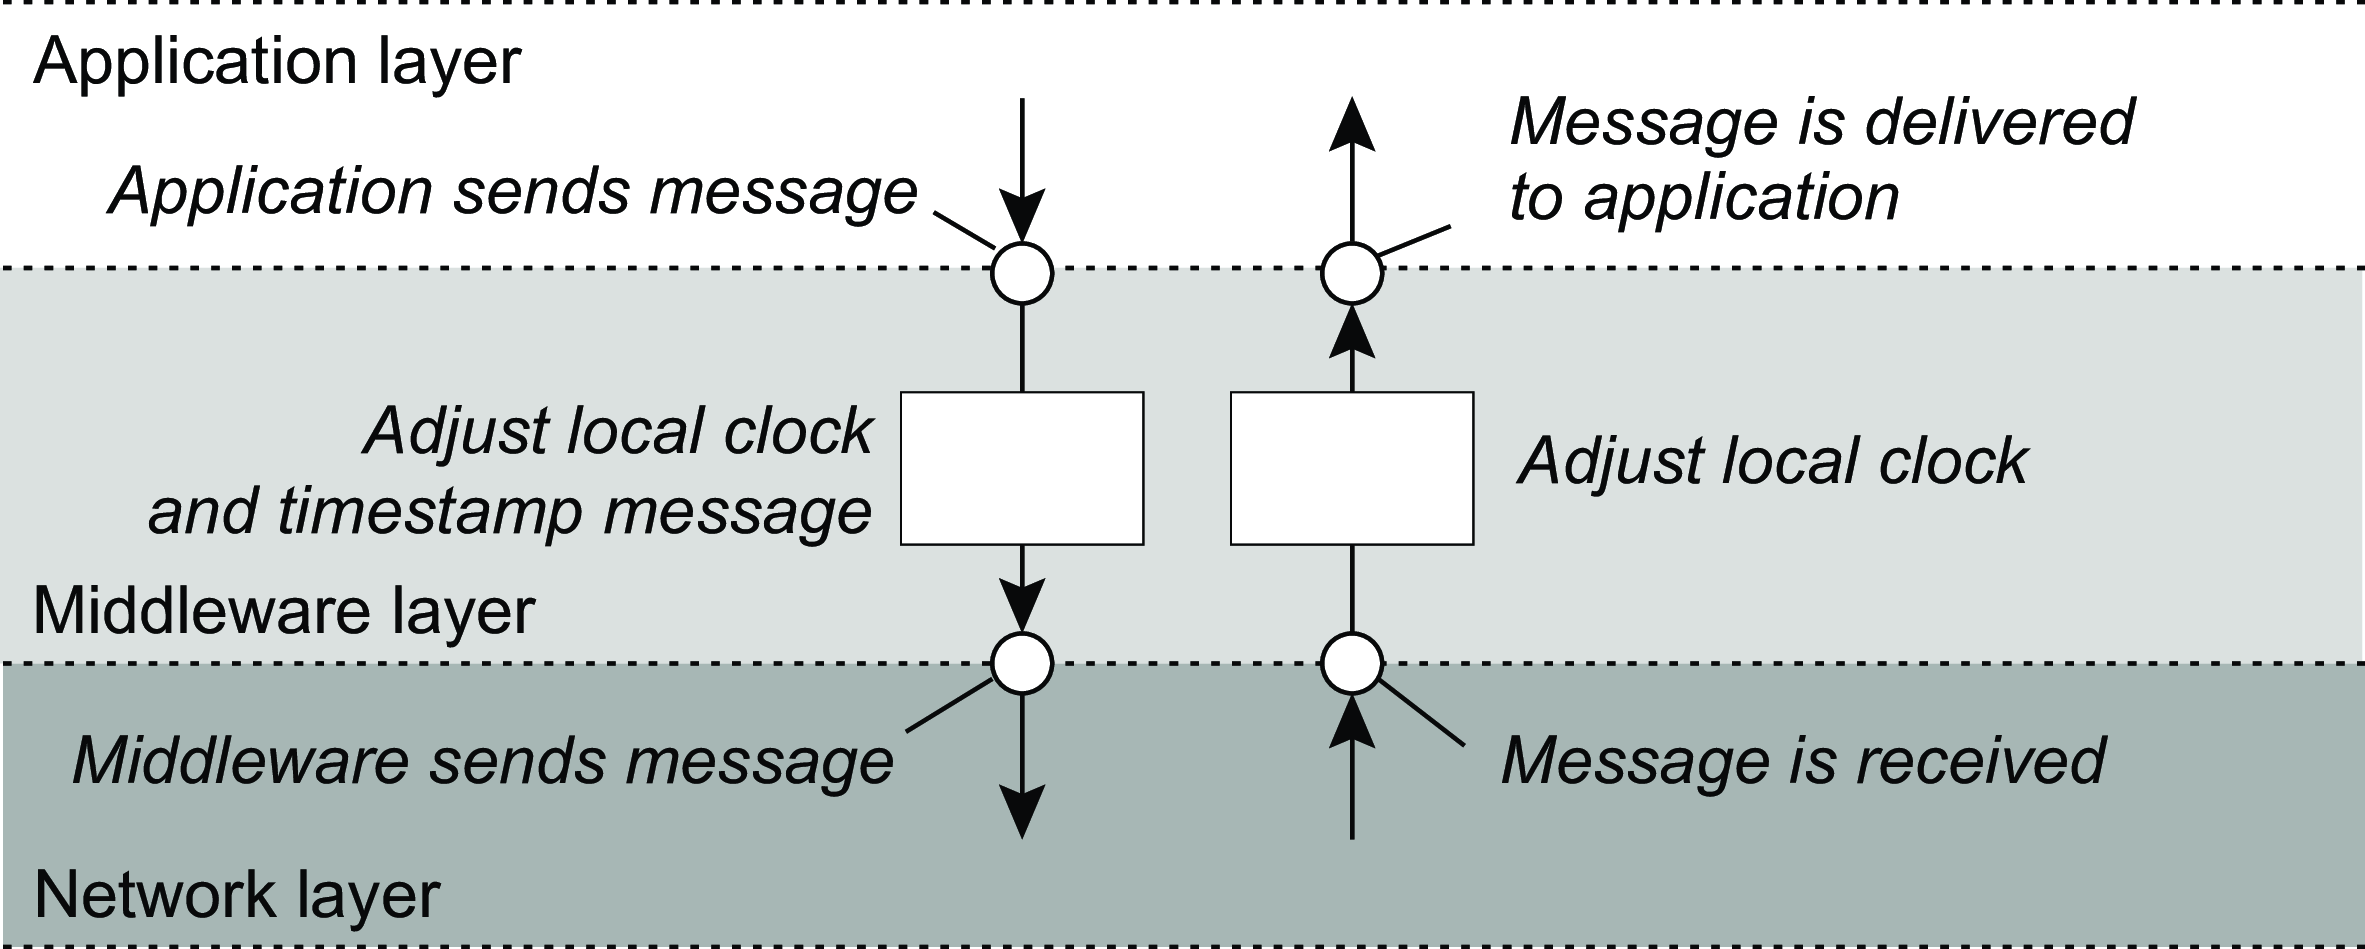 Application layer
Application sends message
Message is delivered
to application
Adjust local clock
and timestamp message
Adjust local clock
Middleware layer
Middleware sends message
Message is received
Network layer